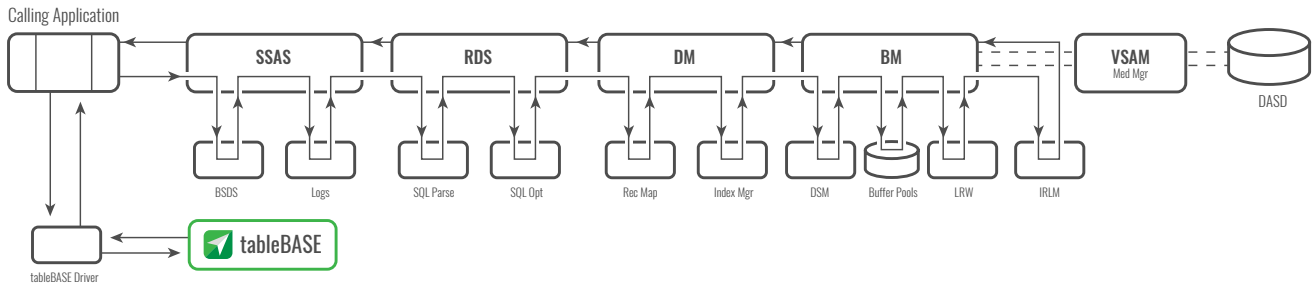 Calling Application
SSAS
RDS
DM
BM
VSAM
Med Mgr
DASD
BSDS
Logs
SQL Parse
SQL Opt
Rec Map
Index Mgr
DSM
Buffer Pools
LRW
IRLM
tableBASE
tableBASE Driver